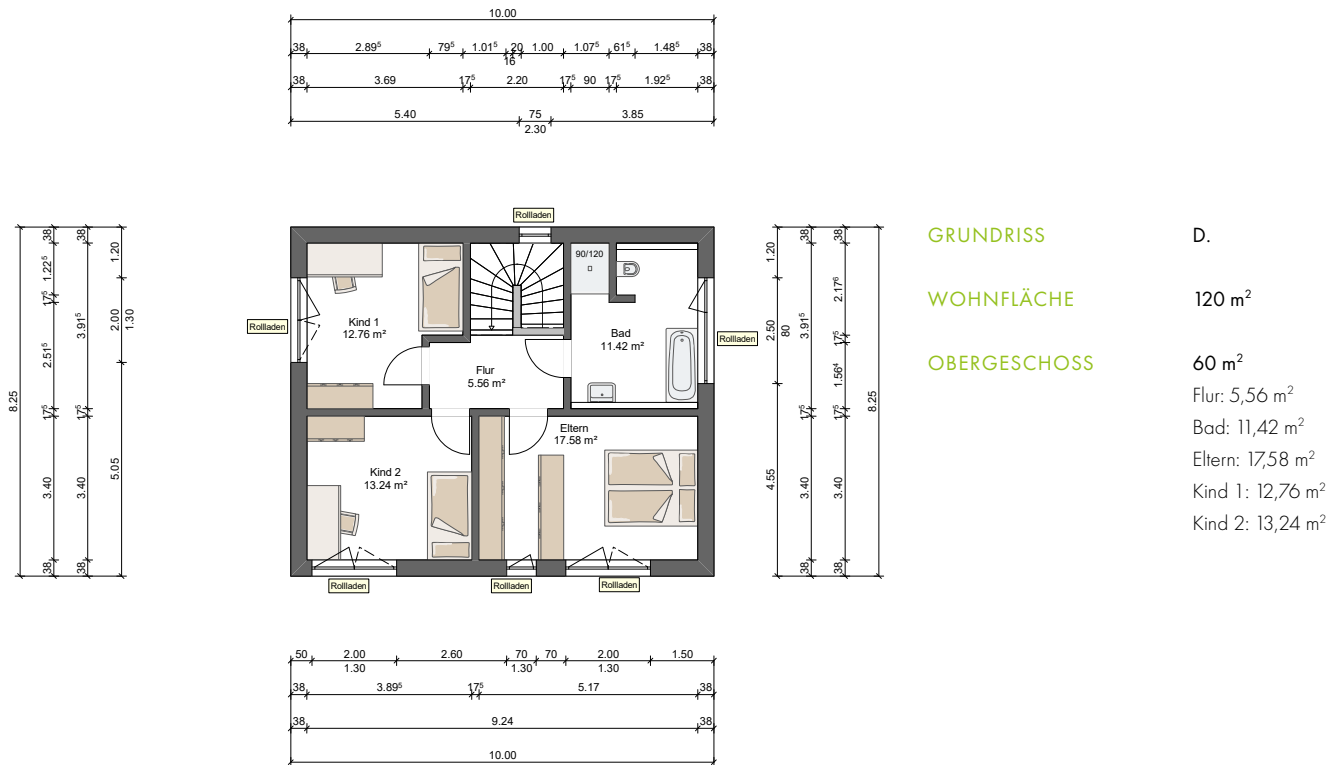 10.00
38 2.89⁵ 79⁵ 1.01⁵ 20 1.00 1.07⁵ 61⁵ 1.48⁵ 38
16
38 3.69 17⁵ 2.20 17⁵ 90 17⁵ 1.92⁵ 38
5.40 75 3.85
2.30
8.25
38 1.22⁵ 17⁵ 2.51⁵ 17⁵ 3.40 38
38 3.91⁵ 17⁵ 3.40 38
1.20 2.00 5.05
1.30
Rollladen
Rollladen
90/120
Kind 1
12.76 m²
Bad
11.42 m²
Rollladen
Flur
5.56 m²
Eltern
17.58 m²
Kind 2
13.24 m²
Rollladen
Rollladen
Rollladen
1.20 2.50 4.55
80
38 3.91⁵ 17⁵ 3.40 38
38 2.17⁶ 17⁵ 1.56⁴ 17⁵ 3.40 38
8.25
50 2.00 2.60 70 70 2.00 1.50
1.30 1.30 1.30
38 3.89⁵ 17⁵ 5.17 38
38 9.24 38
10.00
GRUNDRISS D.
WOHNFLÄCHE 120 m²
OBERGESCHOSS 60 m²
Flur: 5,56 m²
Bad: 11,42 m²
Eltern: 17,58 m²
Kind 1: 12,76 m²
Kind 2: 13,24 m²